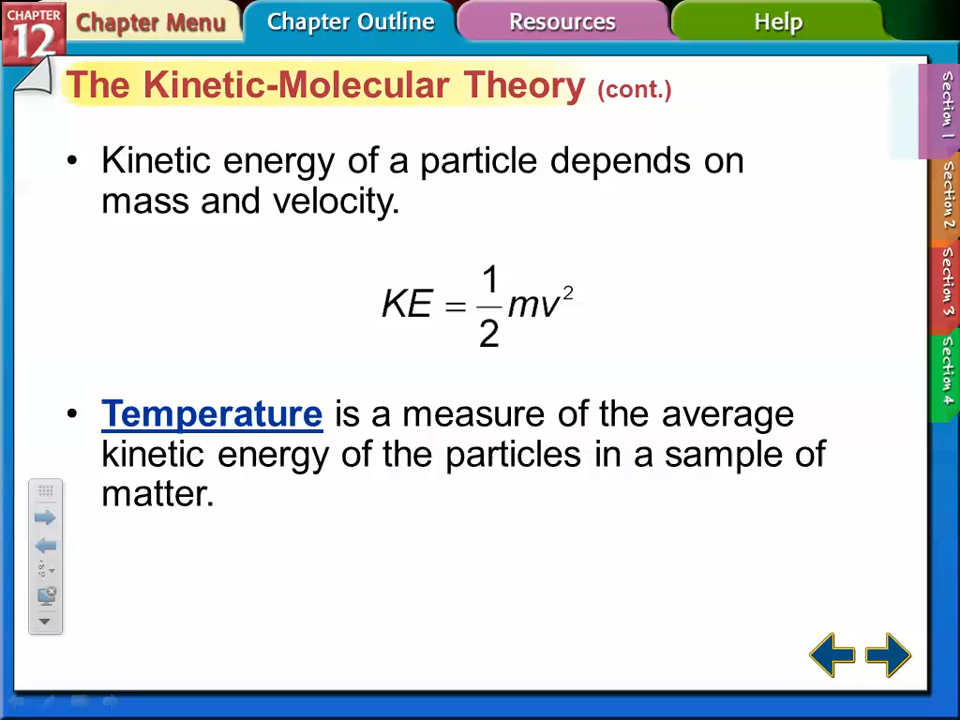 CHAPTER
12
Chapter Menu
Chapter Outline
Resources
Help
The Kinetic-Molecular Theory (cont.)
• Kinetic energy of a particle depends on
mass and velocity.
KE = 1/2 mv²
• Temperature is a measure of the average
kinetic energy of the particles in a sample of
matter.
Section 1
Section 2
Section 3
Section 4